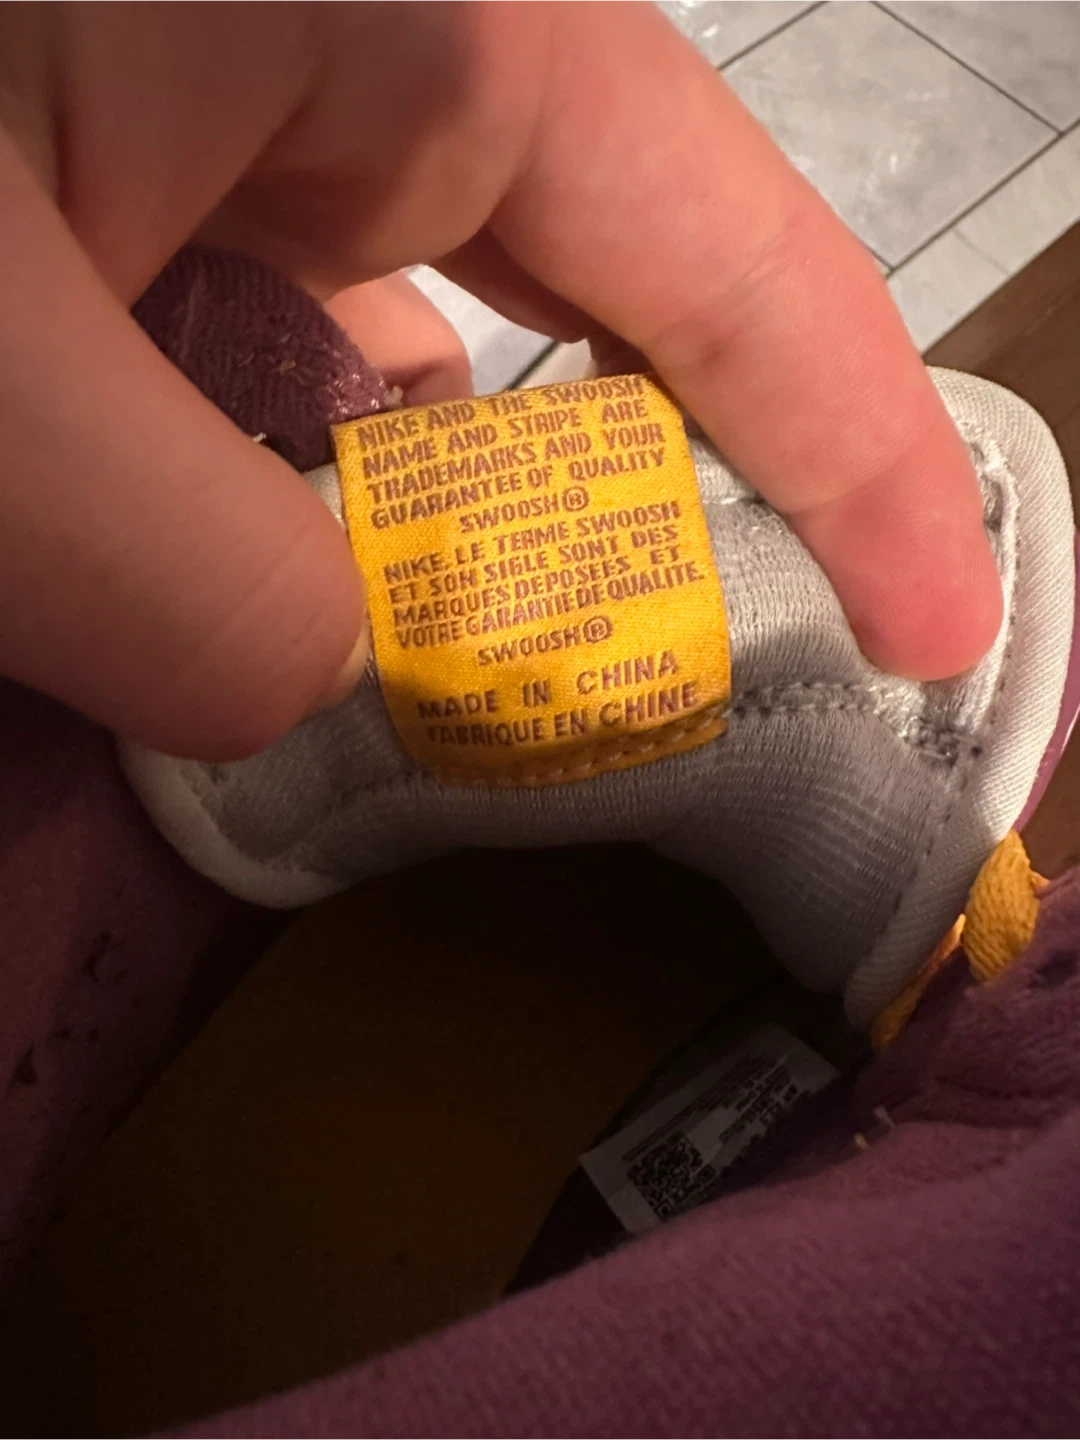 NIKE AND THE SWOOSH
NAME AND STRIPE ARE
TRADEMARKS AND YOUR
GUARANTEE OF QUALITY
SWOOSH®
NIKE. LE TERME SWOOSH
ET SON SIGLE SONT DES
MARQUES DEPOSEES ET
VOTRE GARANTIE DE QUALITE.
SWOOSH®
MADE IN CHINA
FABRIQUE EN CHINE